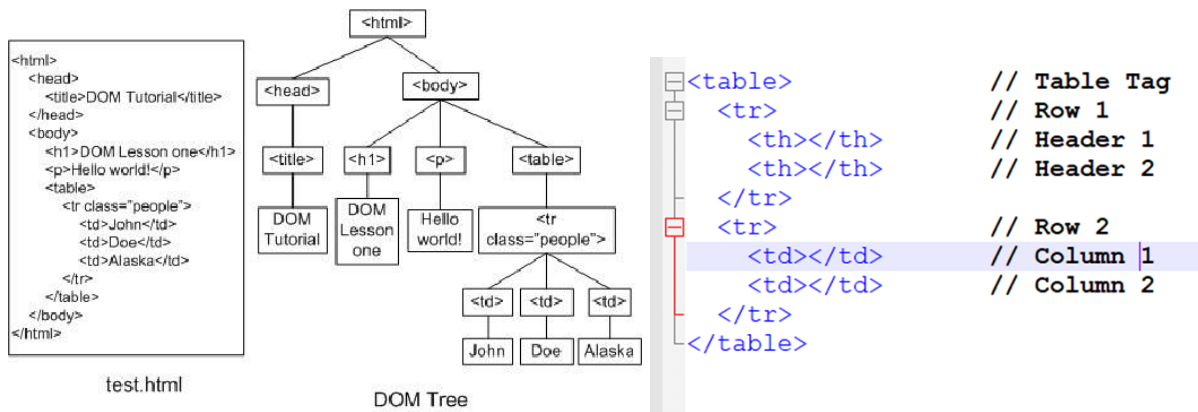 <html>
<head>
<title>DOM Tutorial</title>
</head>
<body>
<h1>DOM Lesson one</h1>
<p>Hello world!</p>
<table>
<tr class="people">
<td>John</td>
<td>Doe</td>
<td>Alaska</td>
</tr>
</table>
</body>
</html>
test.html
<html>
<head>
<body>
<title>
<h1>
<p>
<table>
DOM
Tutorial
DOM
Lesson
one
Hello
world!
<tr
class="people">
<td>
<td>
<td>
John
Doe
Alaska
DOM Tree
<table> // Table Tag
<tr> // Row 1
<th></th> // Header 1
<th></th> // Header 2
</tr>
<tr> // Row 2
<td></td> // Column 1
<td></td> // Column 2
</tr>
</table>